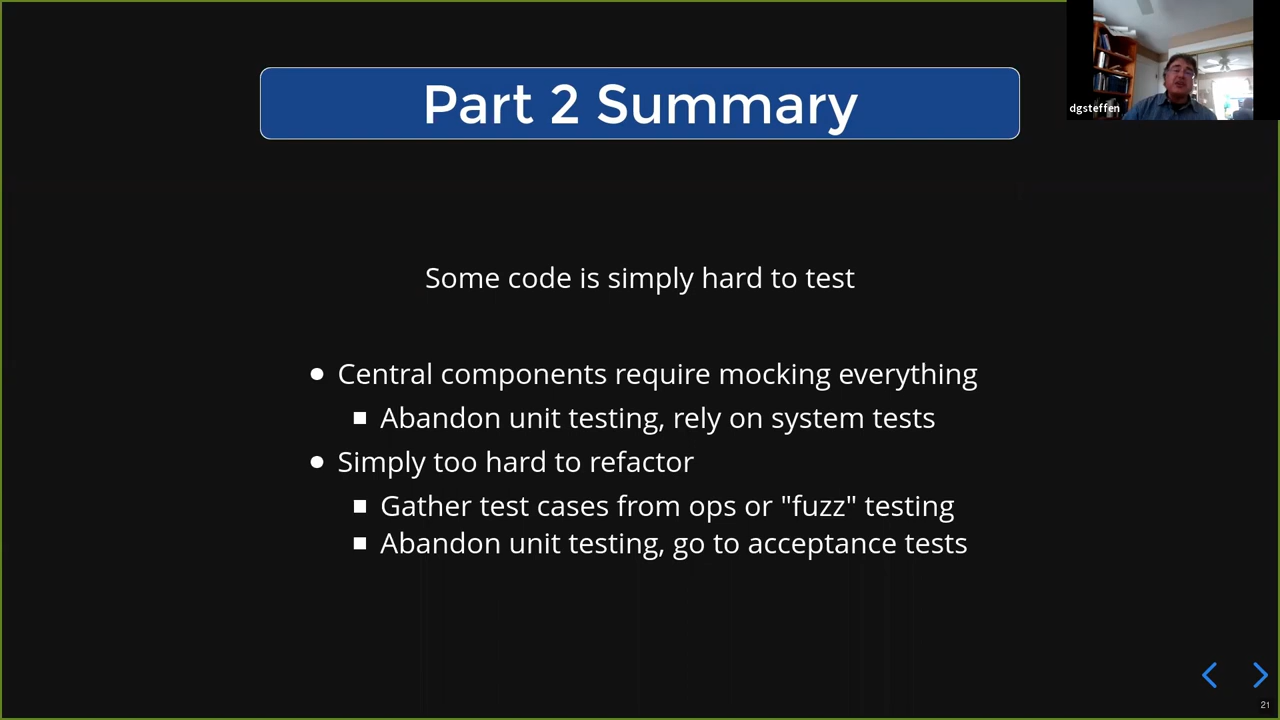 Part 2 Summary
dgsteffen
Some code is simply hard to test
Central components require mocking everything
Abandon unit testing, rely on system tests
Simply too hard to refactor
Gather test cases from ops or "fuzz" testing
Abandon unit testing, go to acceptance tests
21